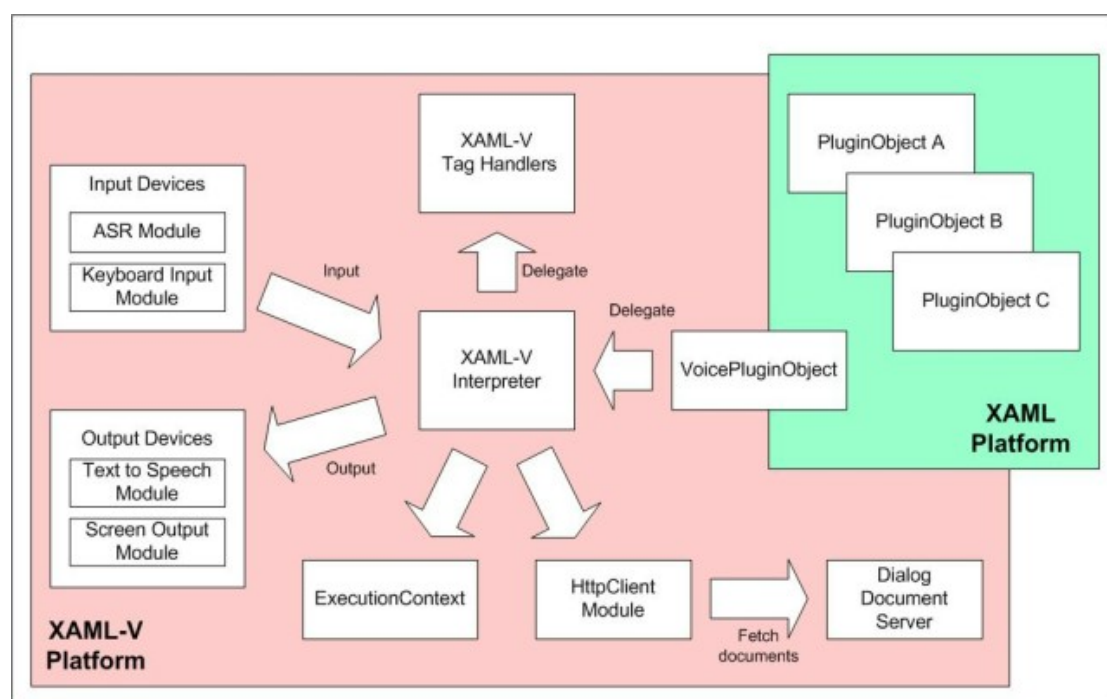 XAML-V
Tag Handlers
PluginObject A
PluginObject B
PluginObject C
XAML
Platform
Input Devices
ASR Module
Keyboard Input
Module
Input
Delegate
Delegate
XAML-V
Interpreter
VoicePluginObject
Output Devices
Text to Speech
Module
Screen Output
Module
Output
ExecutionContext
HttpClient
Module
Fetch
documents
Dialog
Document
Server
XAML-V
Platform